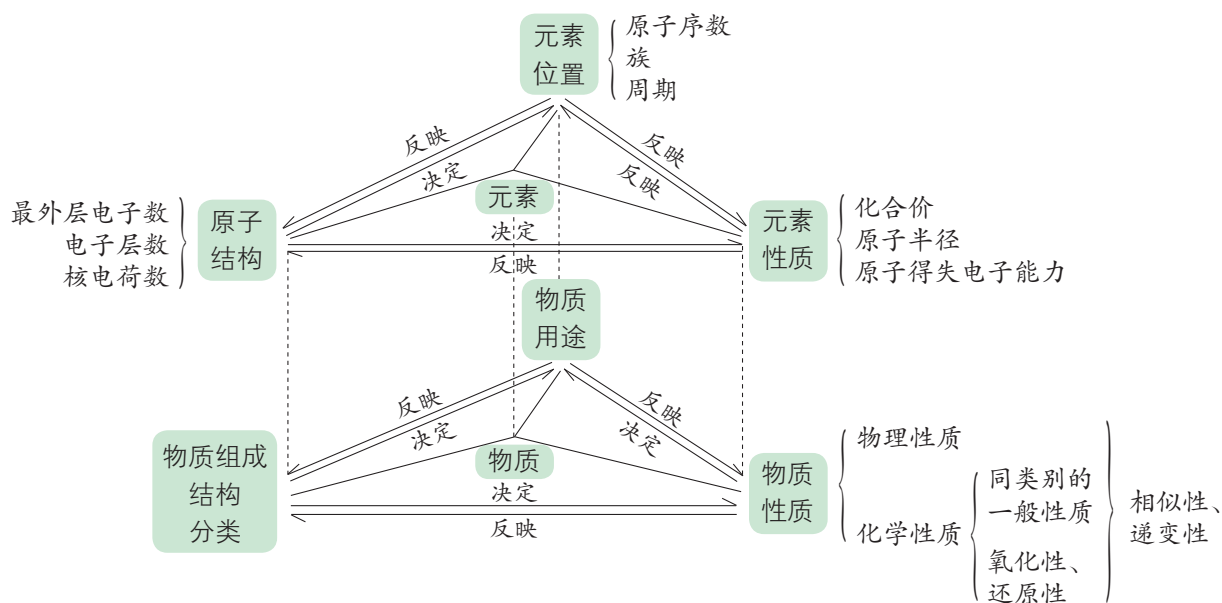 元素
位置
原子序数
族
周期
反映
决定
反映
反映
元素
最外层电子数
电子层数
核电荷数
原子
结构
决定
反映
元素
性质
化合价
原子半径
原子得失电子能力
物质
用途
反映
决定
反映
决定
物质
物质组成
结构
分类
决定
反映
物质
性质
物理性质
化学性质
同类别的
一般性质
氧化性、
还原性
相似性、
递变性